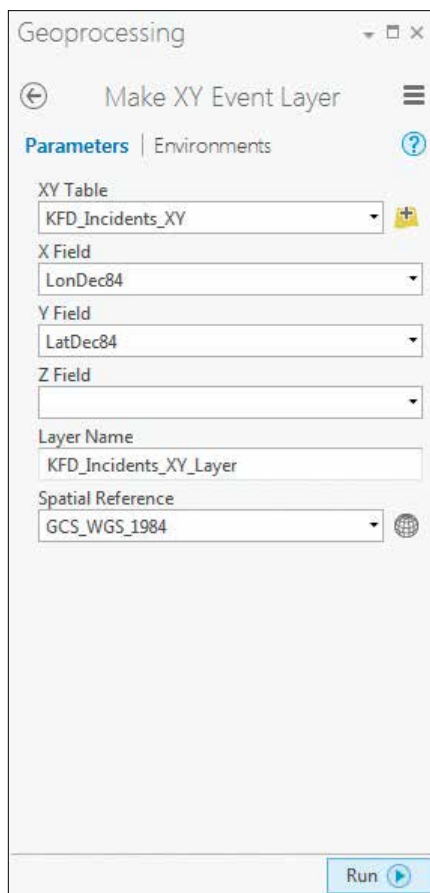 Geoprocessing
Make XY Event Layer
Parameters | Environments
XY Table
KFD_Incidents_XY
X Field
LonDec84
Y Field
LatDec84
Z Field
Layer Name
KFD_Incidents_XY_Layer
Spatial Reference
GCS_WGS_1984
Run